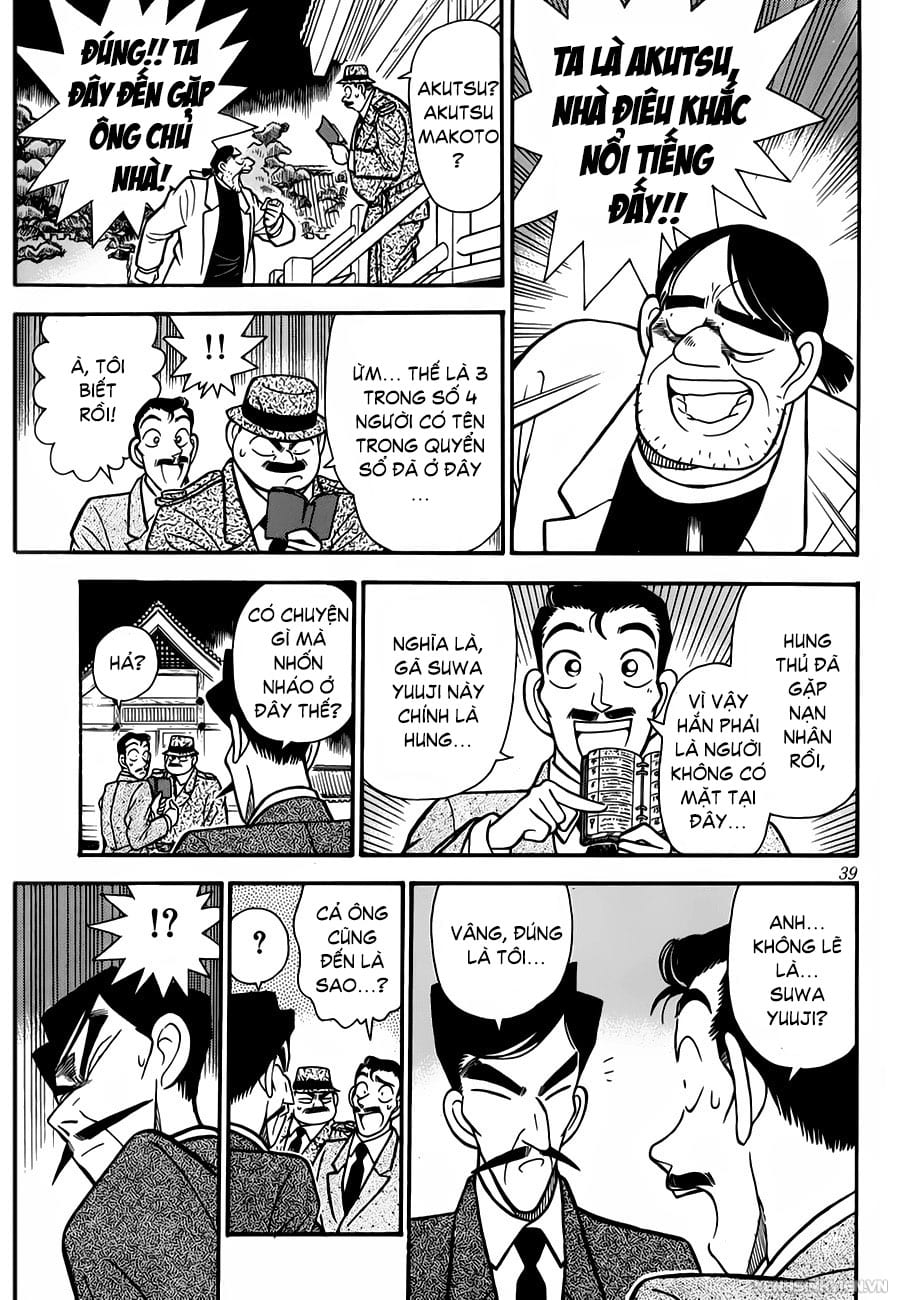 TA LÀ AKUTSU,
NHÀ ĐIÊU KHẮC
NỔI TIẾNG
ĐẤY!!
AKUTSU?
AKUTSU
MAKOTO
?
ĐÚNG!! TA
ĐÂY ĐẾN GẶP
ÔNG CHỦ
NHÀ!
ỪM... THẾ LÀ 3
TRONG SỐ 4
NGƯỜI CÓ TÊN
TRONG QUYỂN
SỔ ĐÃ Ở ĐÂY
...
!!
À, TÔI
BIẾT
RỒI!
HUNG
THỦ ĐÃ
GẶP
NẠN
NHÂN
RỒI,
VÌ VẬY
HẮN PHẢI
LÀ NGƯỜI
KHÔNG CÓ
MẶT TẠI
ĐÂY...
NGHĨA LÀ,
GÃ SUWA
YUUJI NÀY
CHÍNH LÀ
HUNG...
CÓ CHUYỆN
GÌ MÀ
NHỐN
NHÁO Ở
ĐÂY THẾ?
HẢ?
39
ANH...
KHÔNG LẼ
LÀ...
SUWA
YUUJI?
VÂNG, ĐÚNG
LÀ TÔI...
CẢ ÔNG
CŨNG
ĐẾN LÀ
SAO...?
?
!?